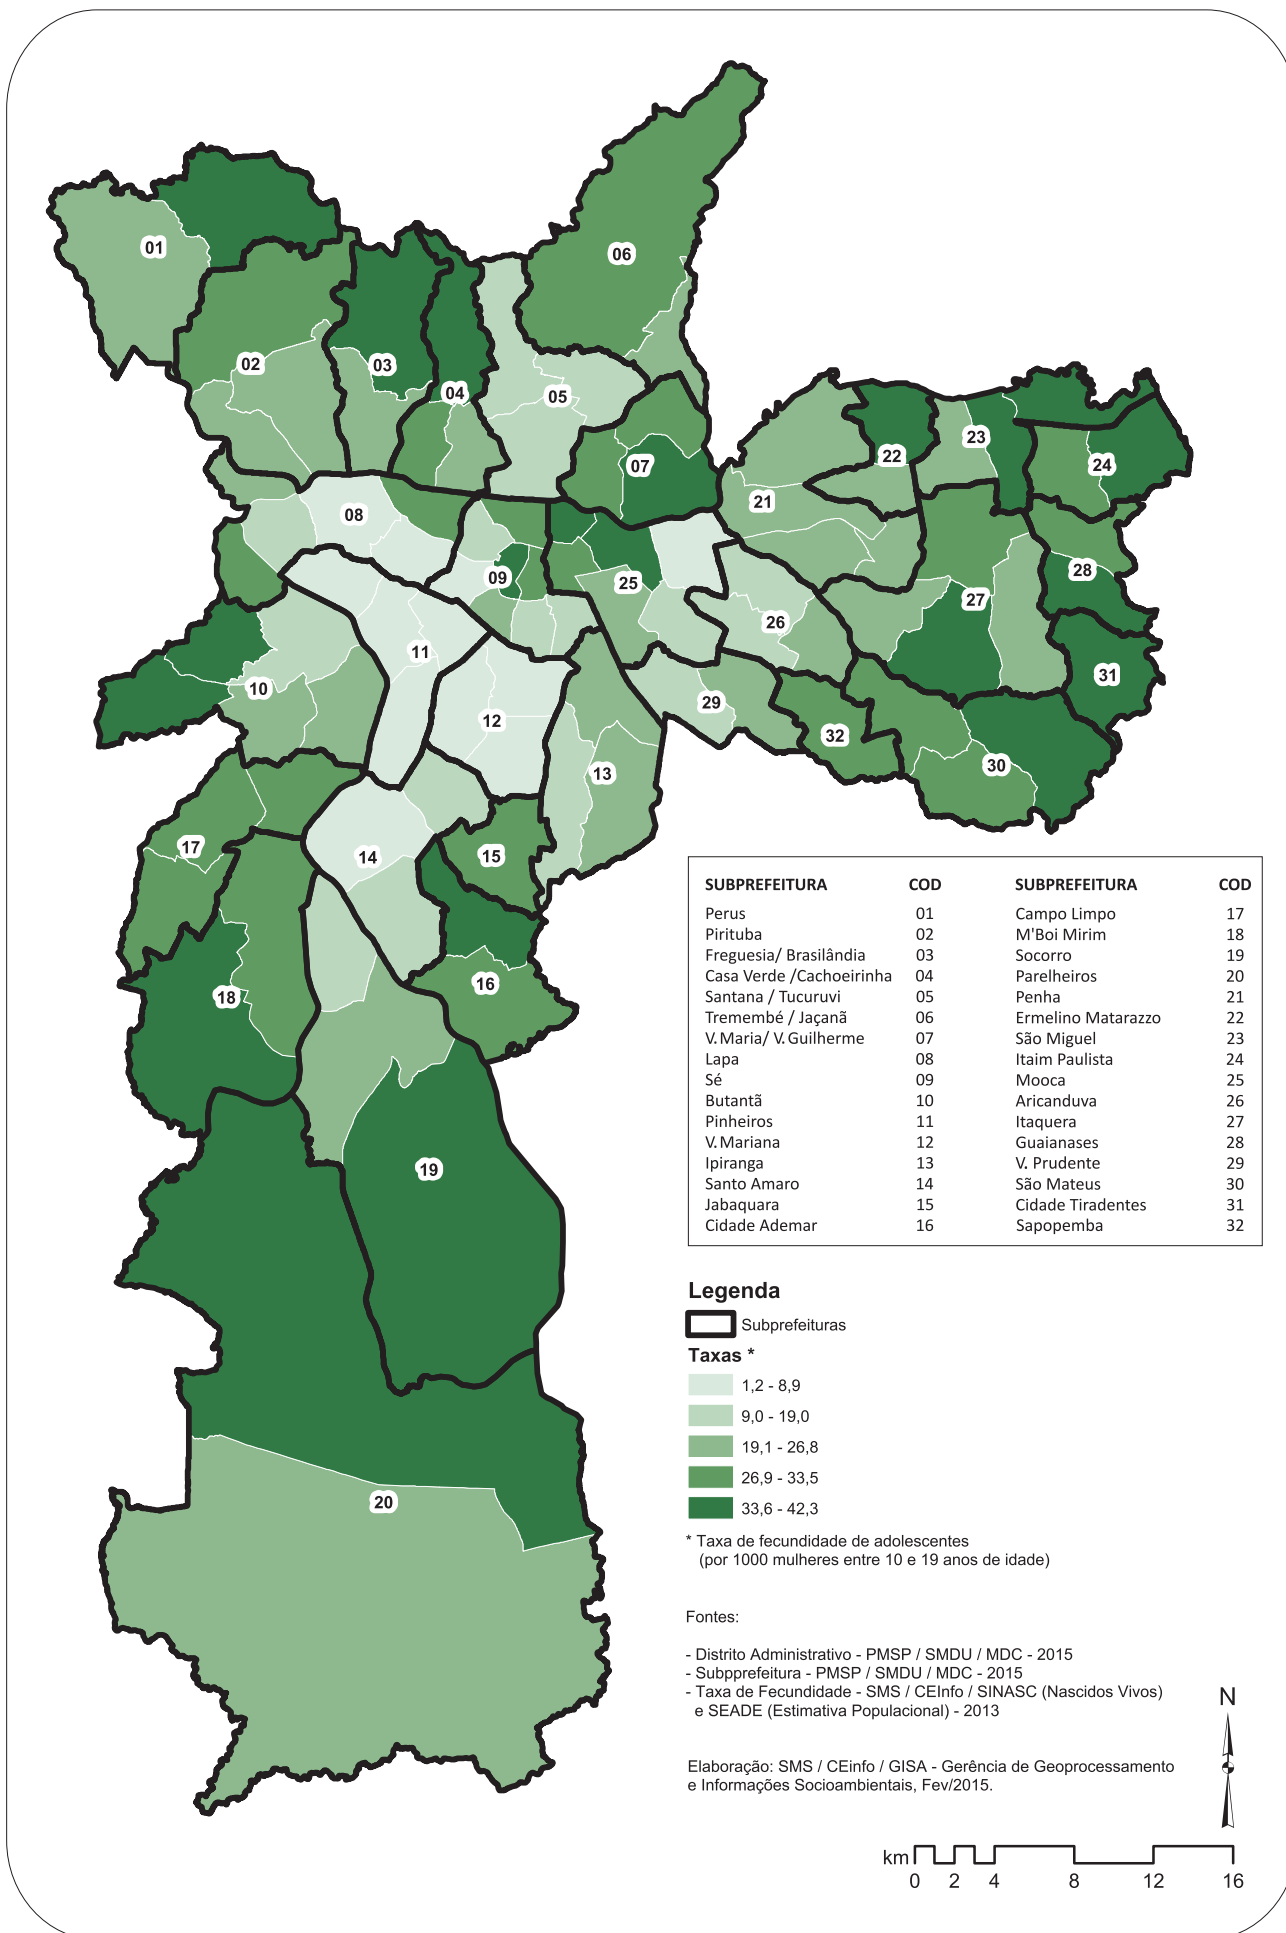 01
06
02
03
04
05
07
22
23
24
21
08
09
25
28
27
26
11
10
31
12
29
32
30
13
17
14
15
18
16
19
20
SUBPREFEITURA COD SUBPREFEITURA COD
Perus 01 Campo Limpo 17
Pirituba 02 M'Boi Mirim 18
Freguesia/ Brasilândia 03 Socorro 19
Casa Verde /Cachoeirinha 04 Parelheiros 20
Santana / Tucuruvi 05 Penha 21
Tremembé / Jaçanã 06 Ermelino Matarazzo 22
V. Maria/ V. Guilherme 07 São Miguel 23
Lapa 08 Itaim Paulista 24
Sé 09 Mooca 25
Butantã 10 Aricanduva 26
Pinheiros 11 Itaquera 27
V. Mariana 12 Guaianases 28
Ipiranga 13 V. Prudente 29
Santo Amaro 14 São Mateus 30
Jabaquara 15 Cidade Tiradentes 31
Cidade Ademar 16 Sapopemba 32
Legenda
Subprefeituras
Taxas *
1,2 - 8,9
9,0 - 19,0
19,1 - 26,8
26,9 - 33,5
33,6 - 42,3
* Taxa de fecundidade de adolescentes
(por 1000 mulheres entre 10 e 19 anos de idade)
Fontes:
- Distrito Administrativo - PMSP / SMDU / MDC - 2015
- Subpprefeitura - PMSP / SMDU / MDC - 2015
- Taxa de Fecundidade - SMS / CEInfo / SINASC (Nascidos Vivos)
e SEADE (Estimativa Populacional) - 2013
N
Elaboração: SMS / CEinfo / GISA - Gerência de Geoprocessamento
e Informações Socioambientais, Fev/2015.
km
0 2 4 8 12 16